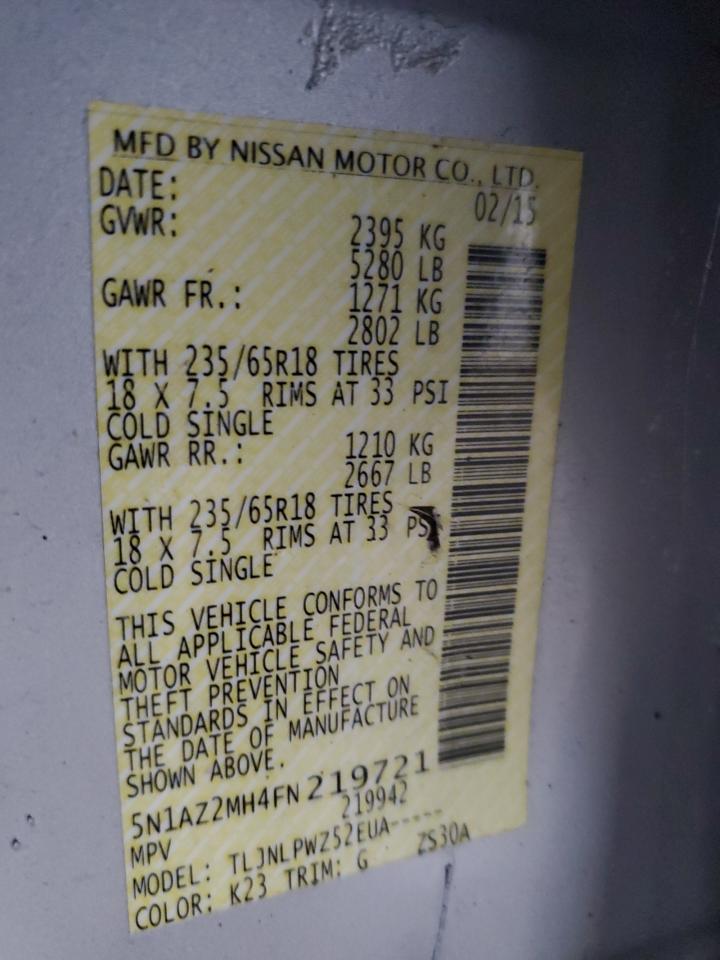 MFD BY NISSAN MOTOR CO., LTD.
DATE: 02/15
GVWR: 2395 KG
5280 LB
GAWR FR.: 1271 KG
2802 LB
WITH 235/65R18 TIRES
18 X 7.5 RIMS AT 33 PSI
COLD SINGLE
GAWR RR.: 1210 KG
2667 LB
WITH 235/65R18 TIRES
18 X 7.5 RIMS AT 33 PS
COLD SINGLE
THIS VEHICLE CONFORMS TO
ALL APPLICABLE FEDERAL
MOTOR VEHICLE SAFETY AND
THEFT PREVENTION
STANDARDS IN EFFECT ON
THE DATE OF MANUFACTURE
SHOWN ABOVE.
5N1AZ2MH4FN 219721
MPV 219942
MODEL: TLJNLPWZ52EUA-----
COLOR: K23 TRIM: G ZS30A